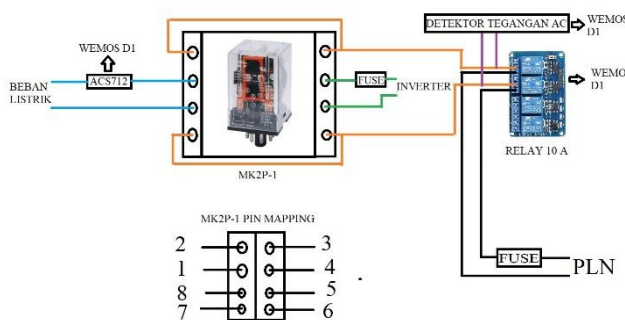 DETEKTOR TEGANGAN AC
WEMOS
D1
WEMOS D1
ACS712
BEBAN
LISTRIK
FUSE
INVERTER
WEMO
D1
RELAY 10 A
MK2P-1
MK2P-1 PIN MAPPING
2 3
1 4
8 5
7 6
FUSE
PLN